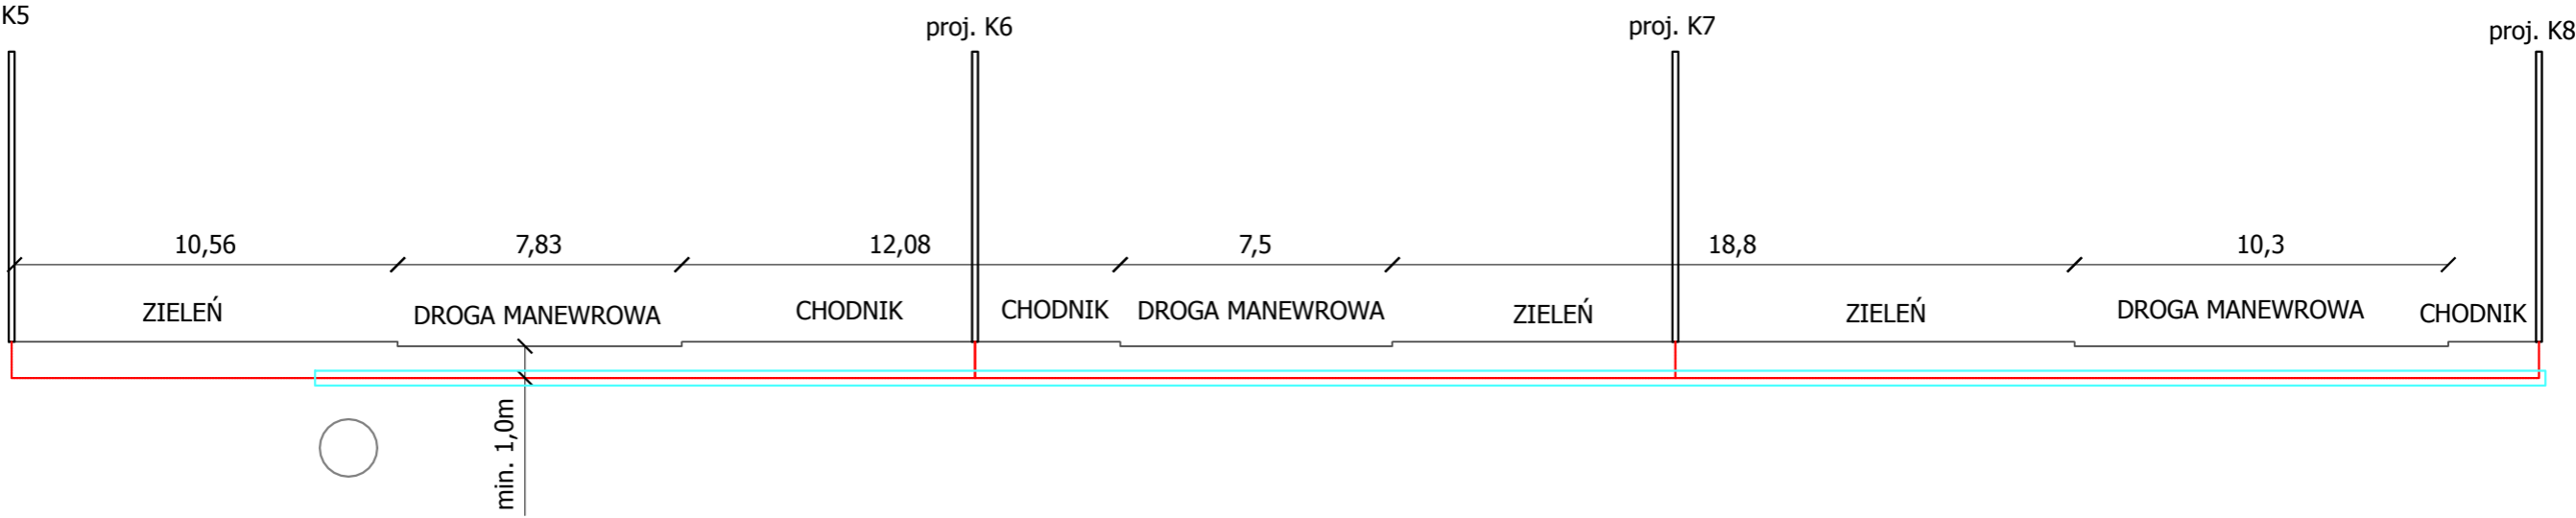 K5
proj. K6
proj. K7
proj. K8
10,56
7,83
12,08
7,5
18,8
10,3
ZIELEŃ
DROGA MANEWROWA
CHODNIK
CHODNIK
DROGA MANEWROWA
ZIELEŃ
ZIELEŃ
DROGA MANEWROWA
CHODNIK
min. 1,0m